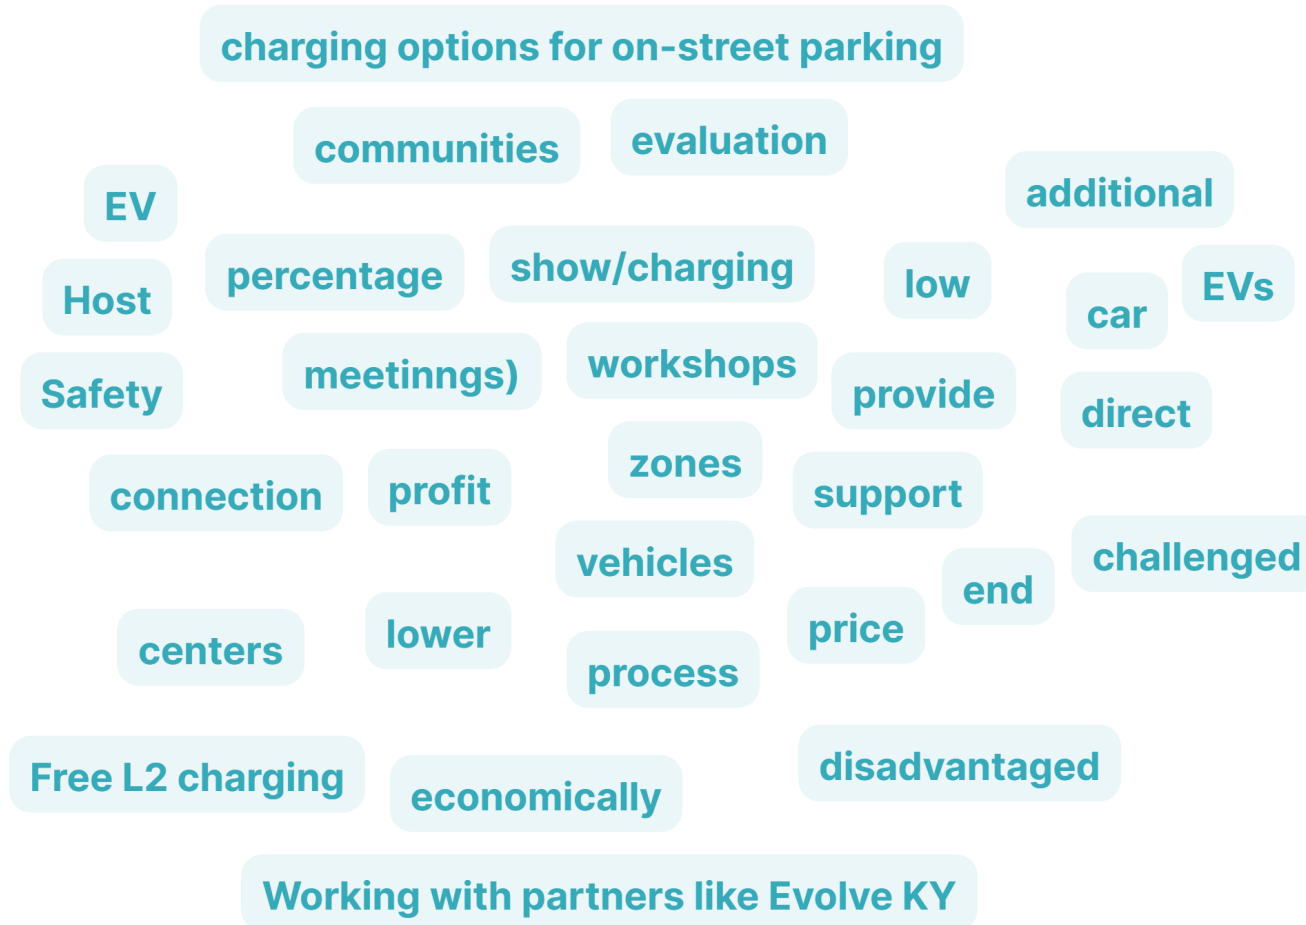 charging options for on-street parking
communities
evaluation
additional
EV
percentage
show/charging
low
EVs
Host
car
meetinngs)
workshops
Safety
provide
direct
zones
connection
profit
support
vehicles
challenged
end
lower
price
centers
process
Free L2 charging
economically
disadvantaged
Working with partners like Evolve KY